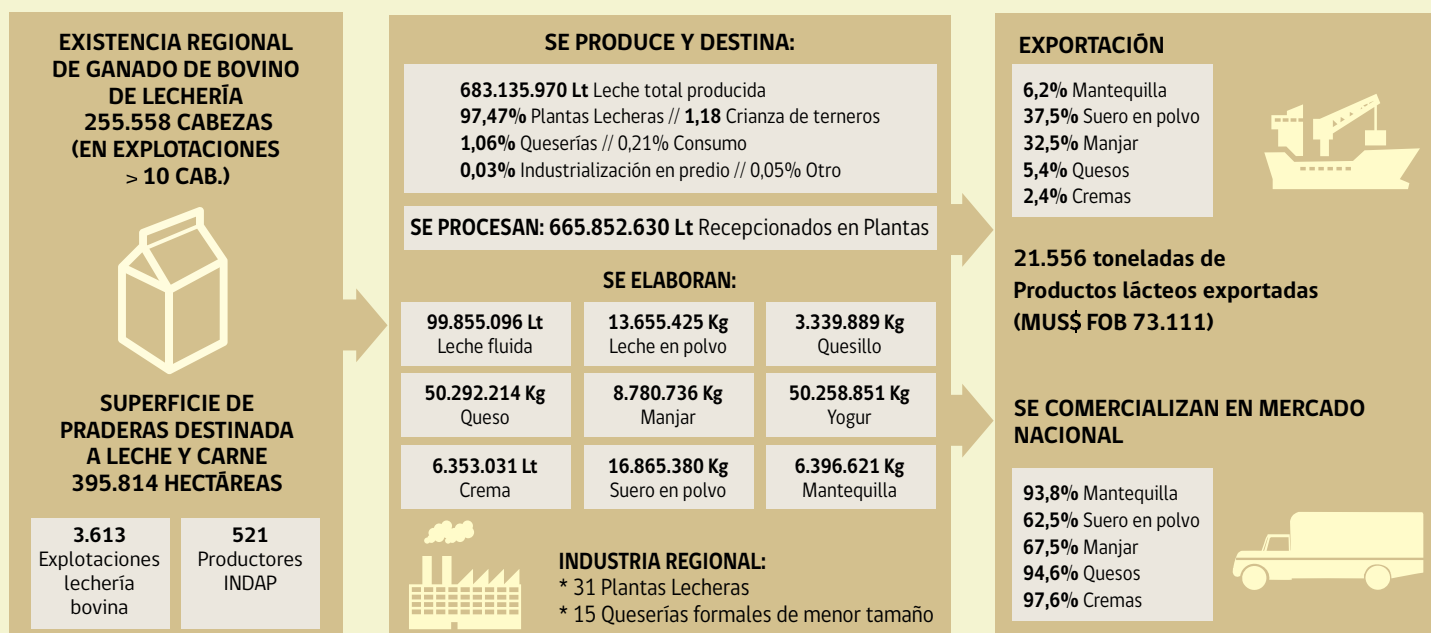 EXISTENCIA REGIONAL
DE GANADO DE BOVINO
DE LECHERÍA
255.558 CABEZAS
(EN EXPLOTACIONES
> 10 CAB.)
SUPERFICIE DE
PRADERAS DESTINADA
A LECHE Y CARNE
395.814 HECTÁREAS
3.613
Explotaciones
lechería
bovina
521
Productores
INDAP
SE PRODUCE Y DESTINA:
683.135.970 Lt Leche total producida
97,47% Plantas Lecheras // 1,18 Crianza de terneros
1,06% Queserías // 0,21% Consumo
0,03% Industrialización en predio // 0,05% Otro
SE PROCESAN: 665.852.630 Lt Recepcionados en Plantas
SE ELABORAN:
99.855.096 Lt
Leche fluida
13.655.425 Kg
Leche en polvo
3.339.889 Kg
Quesillo
50.292.214 Kg
Queso
8.780.736 Kg
Manjar
50.258.851 Kg
Yogur
6.353.031 Lt
Crema
16.865.380 Kg
Suero en polvo
6.396.621 Kg
Mantequilla
INDUSTRIA REGIONAL:
* 31 Plantas Lecheras
* 15 Queserías formales de menor tamaño
EXPORTACIÓN
6,2% Mantequilla
37,5% Suero en polvo
32,5% Manjar
5,4% Quesos
2,4% Cremas
21.556 toneladas de
Productos lácteos exportadas
(MUS$ FOB 73.111)
SE COMERCIALIZAN EN MERCADO
NACIONAL
93,8% Mantequilla
62,5% Suero en polvo
67,5% Manjar
94,6% Quesos
97,6% Cremas